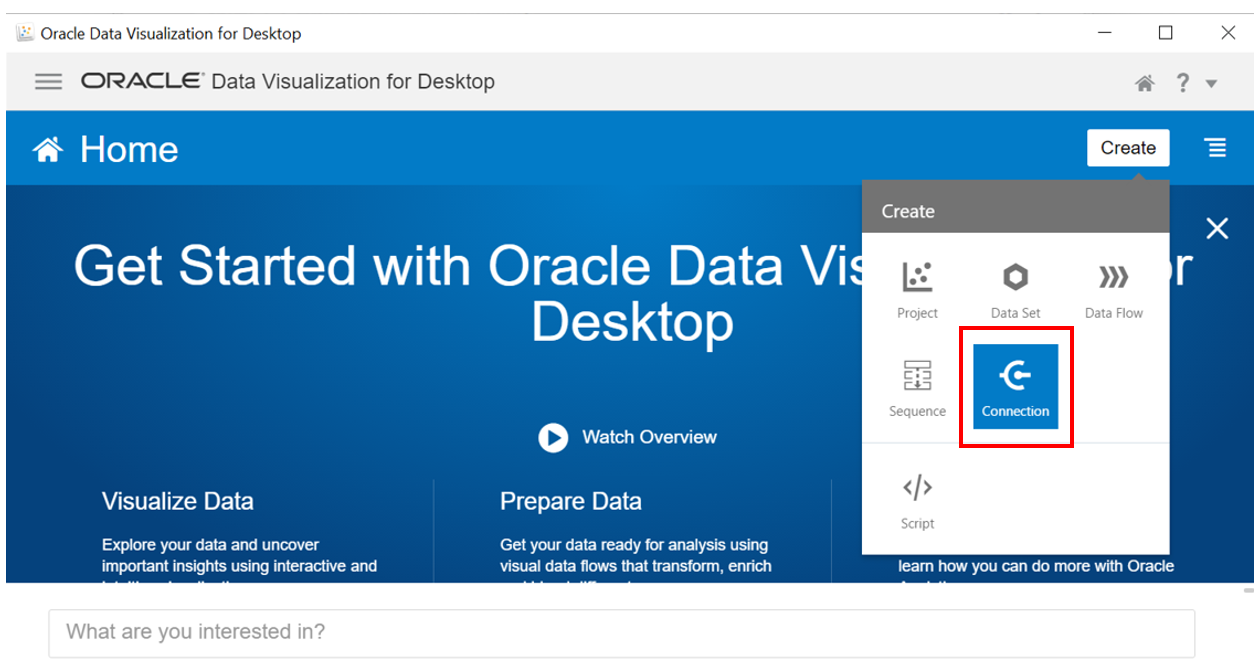 Oracle Data Visualization for Desktop
ORACLE Data Visualization for Desktop
?
Home
Create
Create
Get Started with Oracle Data Vis r
Desktop
Project
Data Set
Data Flow
Sequence
Connection
Script
Watch Overview
Visualize Data
Explore your data and uncover
important insights using interactive and
Prepare Data
Get your data ready for analysis using
visual data flows that transform, enrich
learn how you can do more with Oracle
What are you interested in?